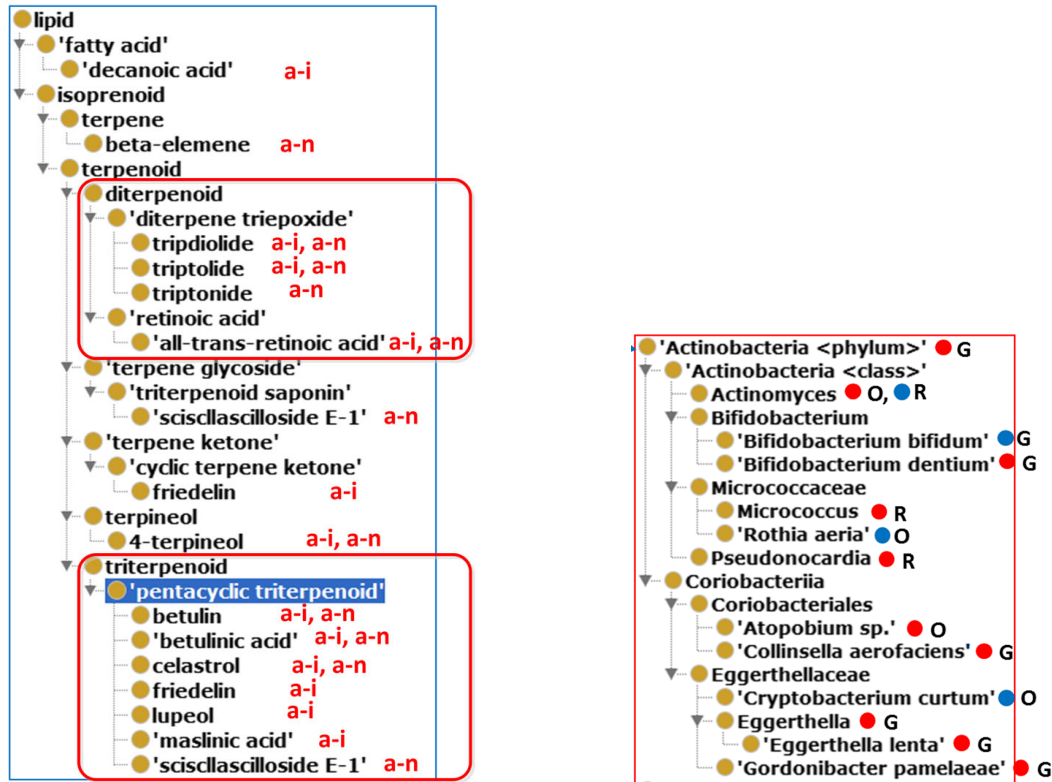 lipid
'fatty acid'
'decanoic acid' a-i
isoprenoid
terpene
beta-elemene a-n
terpenoid
diterpenoid
'diterpene triepoxide'
tripdiolide a-i, a-n
triptolide a-i, a-n
triptonide a-n
'retinoic acid'
'all-trans-retinoic acid' a-i, a-n
'terpene glycoside'
'triterpenoid saponin'
'sciscllascilloside E-1' a-n
'terpene ketone'
'cyclic terpene ketone'
friedelin a-i
terpineol
4-terpineol a-i, a-n
triterpenoid
'pentacyclic triterpenoid'
betulin a-i, a-n
'betulinic acid' a-i, a-n
celastrol a-i, a-n
friedelin a-i
lupeol a-i
'maslinic acid' a-i
'sciscllascilloside E-1' a-n
'Actinobacteria <phylum>' G
'Actinobacteria <class>'
Actinomyces O, R
Bifidobacterium
'Bifidobacterium bifidum' G
'Bifidobacterium dentium' G
Micrococcaceae
Micrococcus R
'Rothia aeria' O
Pseudonocardia R
Coriobacteriia
Coriobacteriales
'Atopobium sp.' O
'Collinsella aerofaciens' G
Eggerthellaceae
'Cryptobacterium curtum' O
Eggerthella G
'Eggerthella lenta' G
'Gordonibacter pamelaeae' G